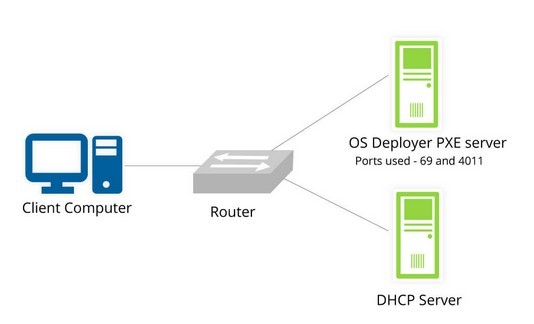 OS Deployer PXE server
Ports used - 69 and 4011
Client Computer
Router
DHCP Server